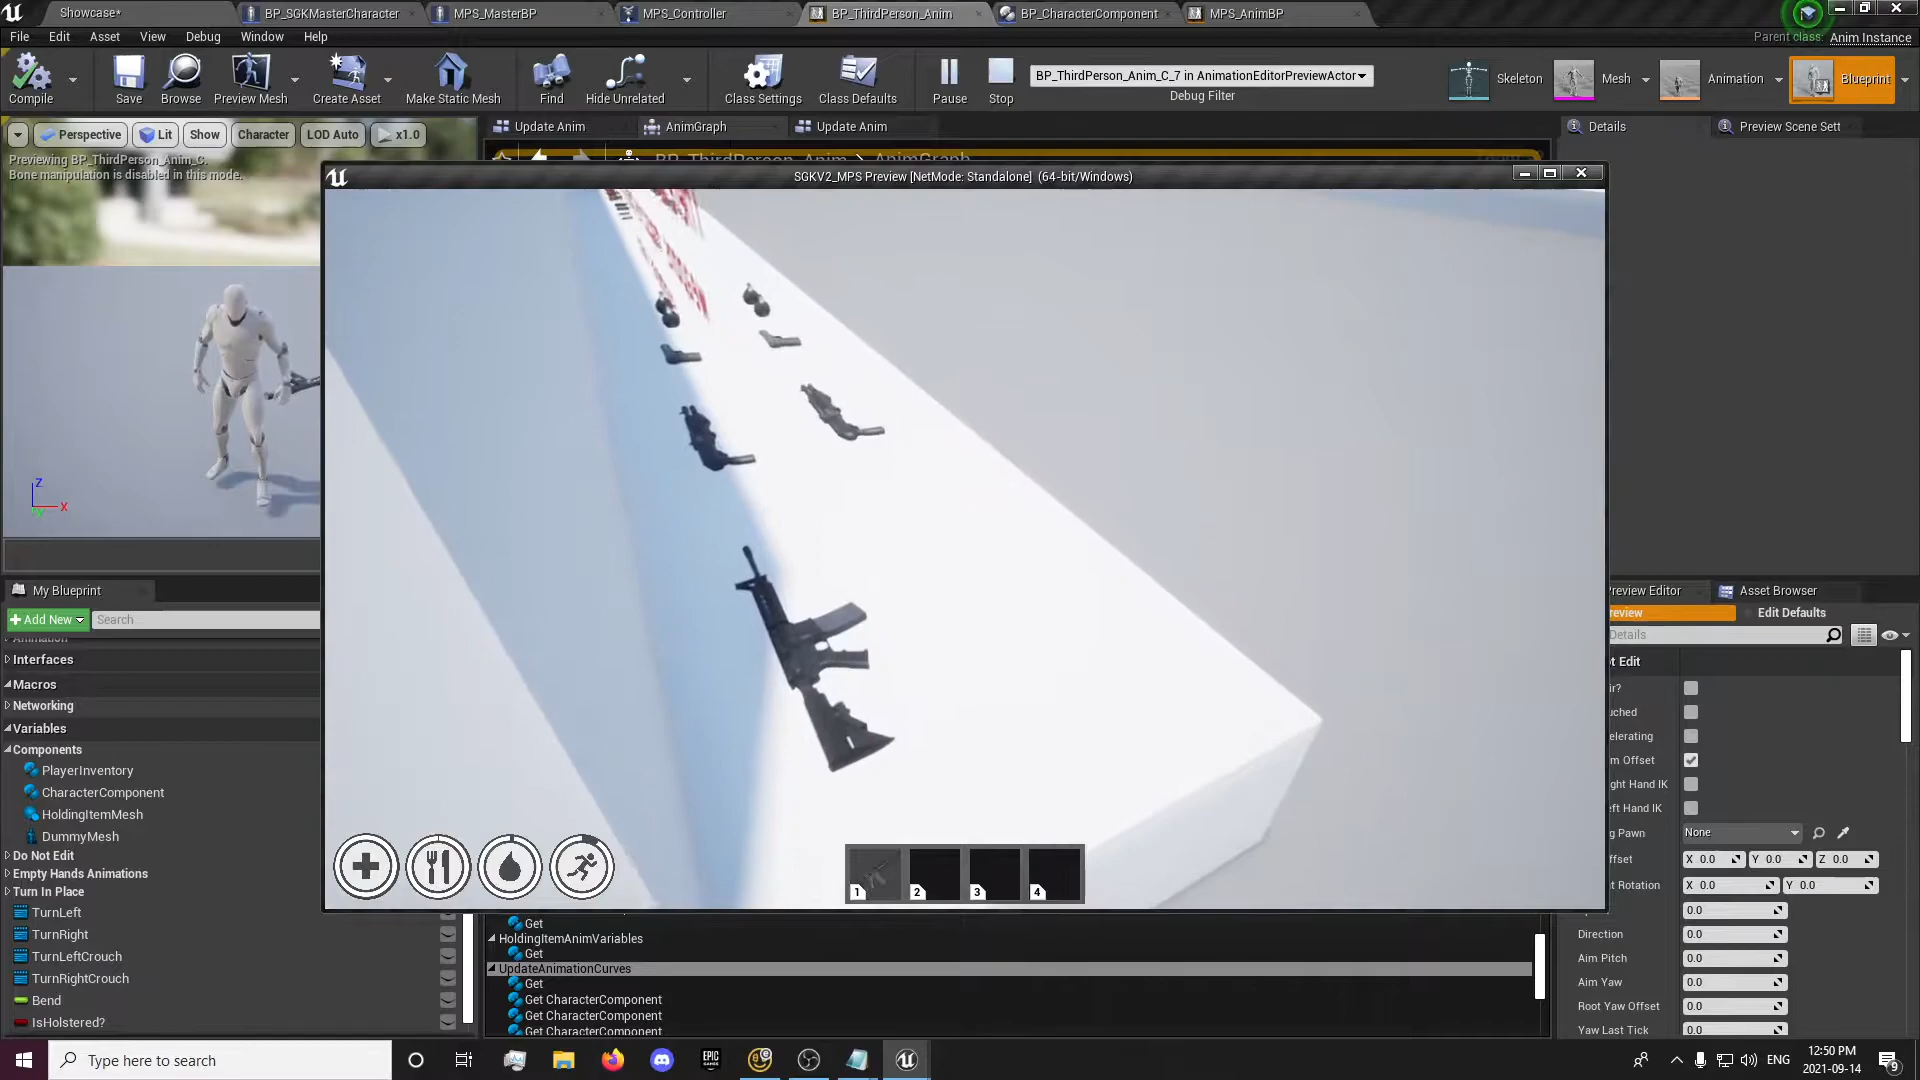 Showcase*
BP_SGKMasterCharacter
MPS_MasterBP
MPS_Controller
BP_ThirdPerson_Anim
BP_CharacterComponent
MPS_AnimBP
File Edit Asset View Debug Window Help
Parent class: Anim Instance
Compile
Save
Browse
Preview Mesh
Create Asset
Make Static Mesh
Find
Hide Unrelated
Class Settings
Class Defaults
Pause
Stop
BP_ThirdPerson_Anim_C_7 in AnimationEditorPreviewActor
Debug Filter
Skeleton
Mesh
Animation
Blueprint
Perspective
Lit
Show
Character
LOD Auto
x1.0
Update Anim
AnimGraph
Update Anim
Details
Preview Scene Sett
Previewing BP_ThirdPerson_Anim_C.
Bone manipulation is disabled in this mode.
BP_ThirdPerson_Anim > AnimGraph
SGKV2_MPS Preview [NetMode: Standalone] (64-bit/Windows)
Z
X
Y
1
2
3
4
My Blueprint
Add New
Search
Animation
Interfaces
Macros
Networking
Variables
Components
PlayerInventory
CharacterComponent
HoldingItemMesh
DummyMesh
Do Not Edit
Empty Hands Animations
Turn In Place
TurnLeft
TurnRight
TurnLeftCrouch
TurnRightCrouch
Bend
IsHolstered?
Get
HoldingItemAnimVariables
Get
UpdateAnimationCurves
Get
Get CharacterComponent
Get CharacterComponent
Get CharacterComponent
review Editor
Asset Browser
review
Edit Defaults
Details
ot Edit
ir?
uched
elerating
m Offset
ght Hand IK
eft Hand IK
g Pawn
None
ffset
X 0.0 Y 0.0 Z 0.0
t Rotation
X 0.0 Y 0.0
0.0
Direction 0.0
Aim Pitch 0.0
Aim Yaw 0.0
Root Yaw Offset 0.0
Yaw Last Tick 0.0
Type here to search
EPIC
ENG
12:50 PM
2021-09-14
9